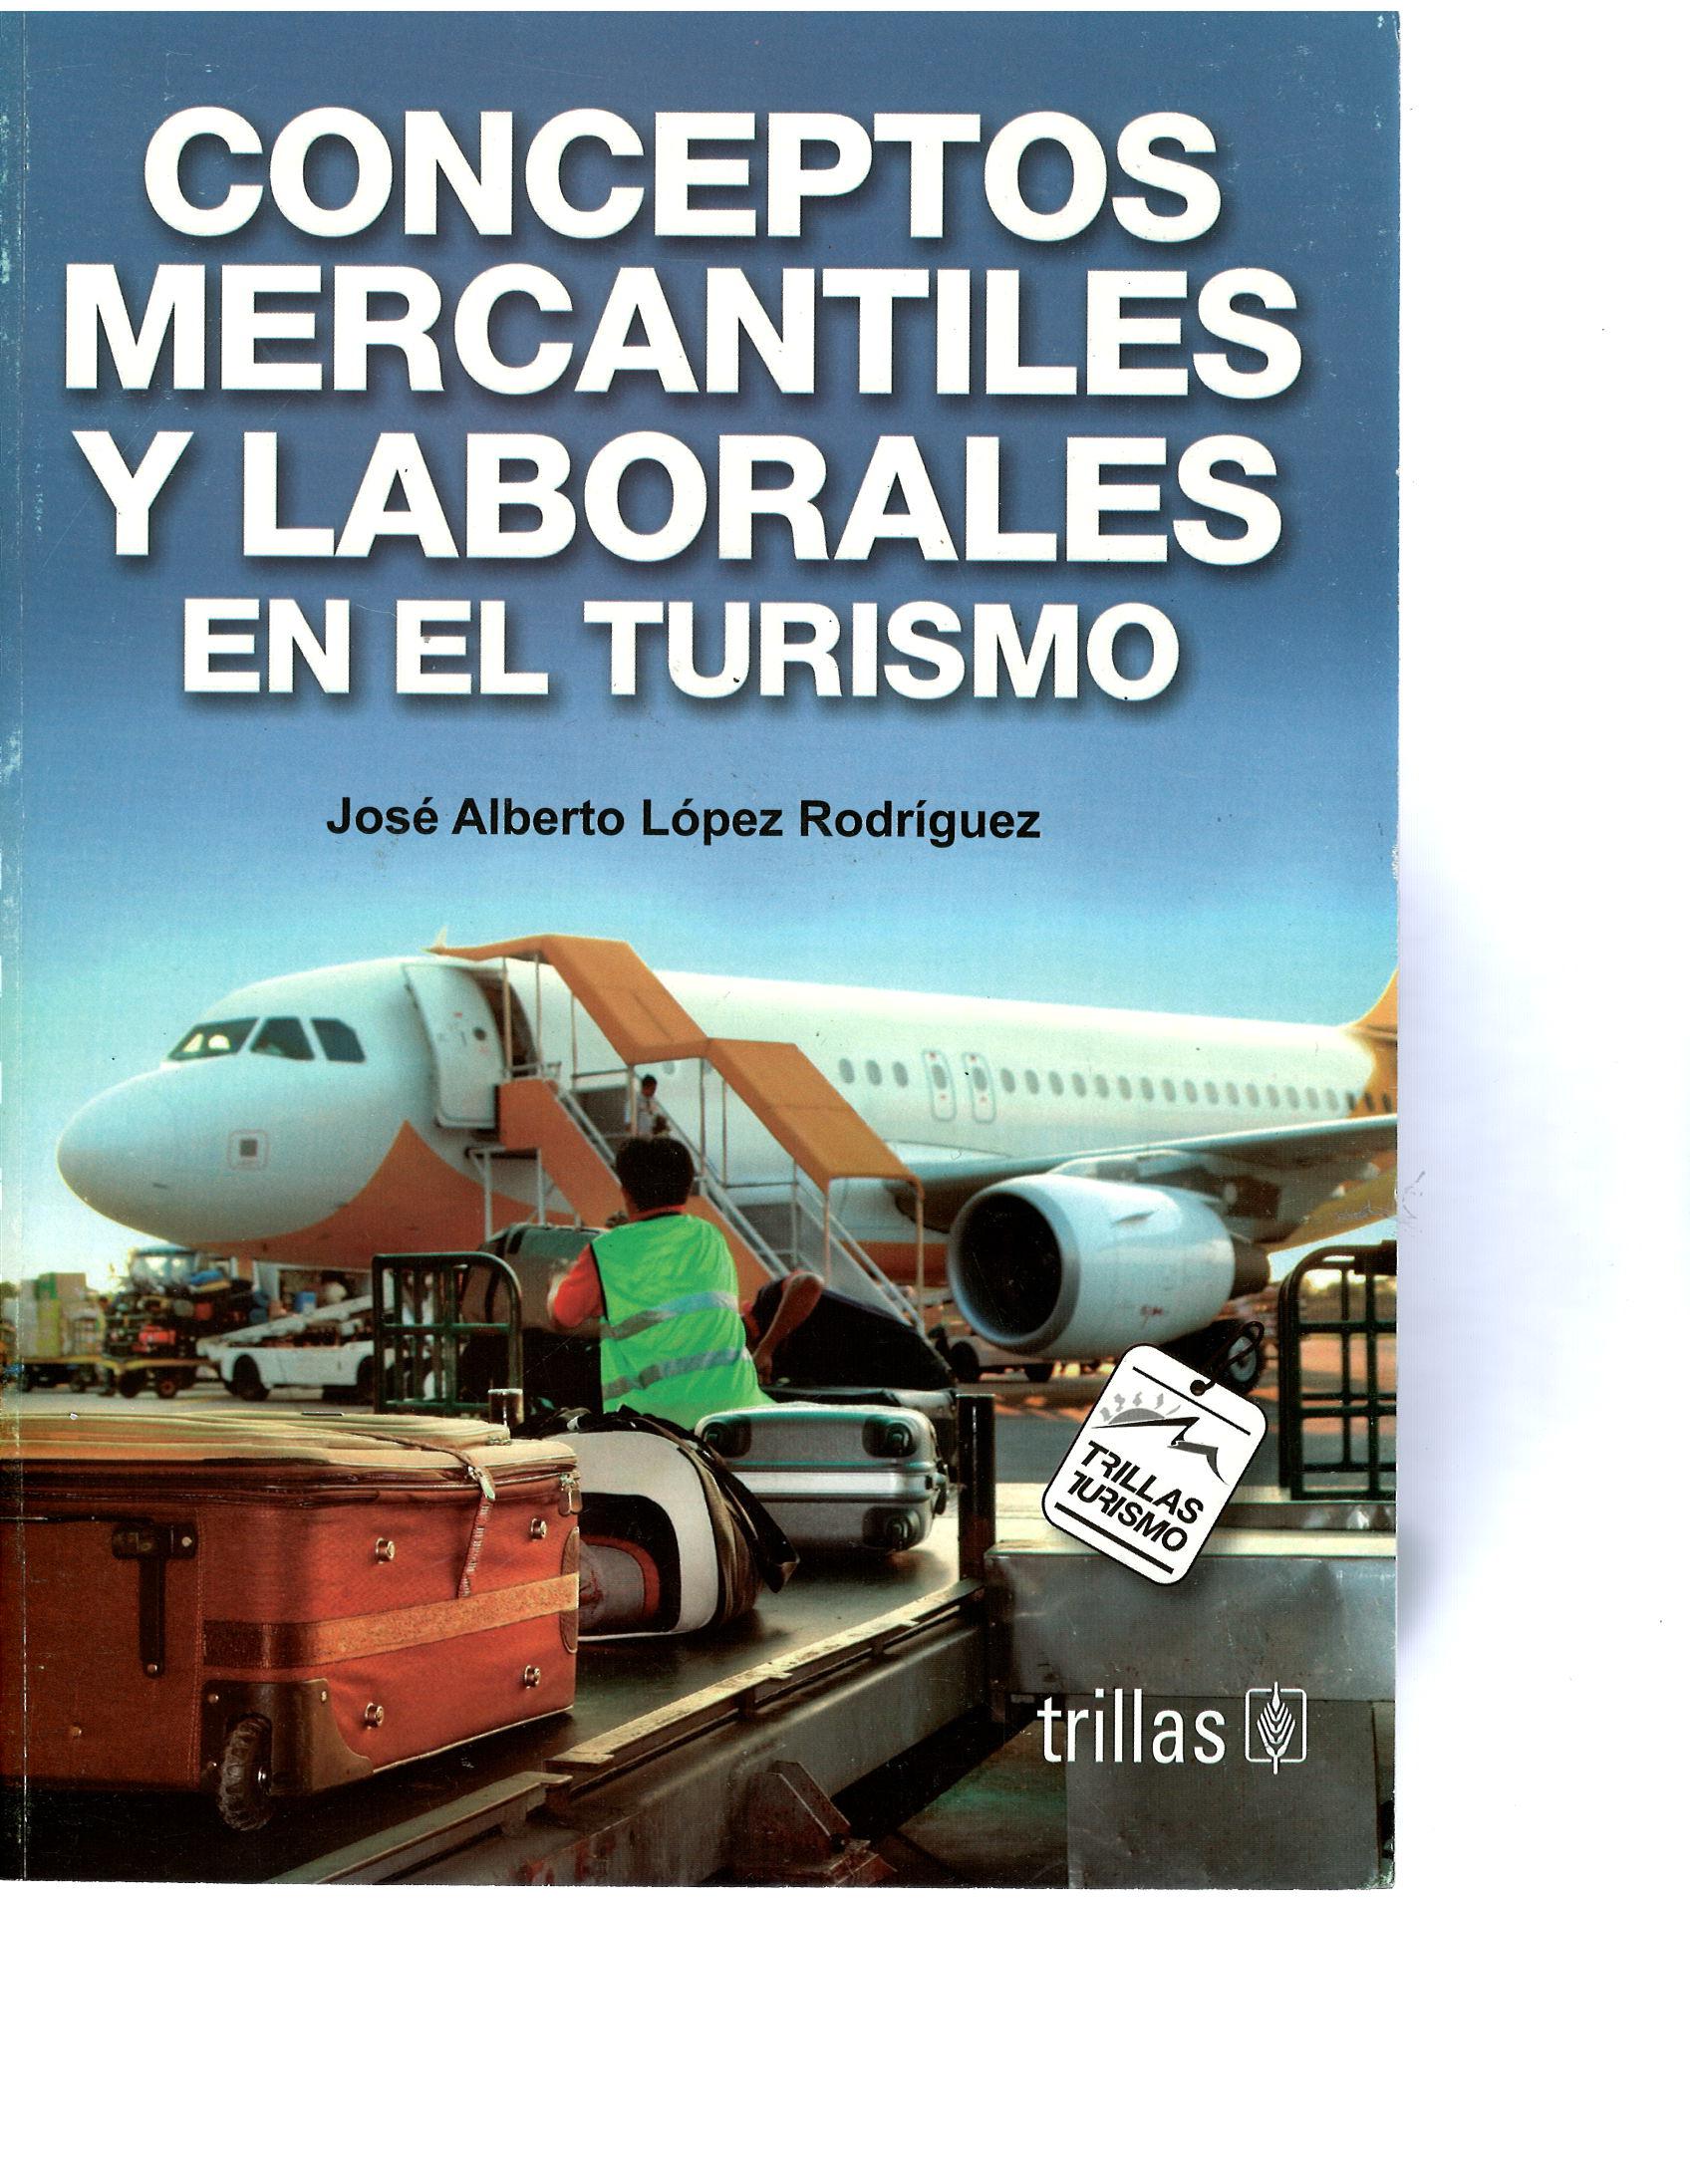 CONCEPTOS
MERCANTILES
Y LABORALES
EN EL TURISMO
José Alberto López Rodríguez
TRILLAS
TURISMO
trillas